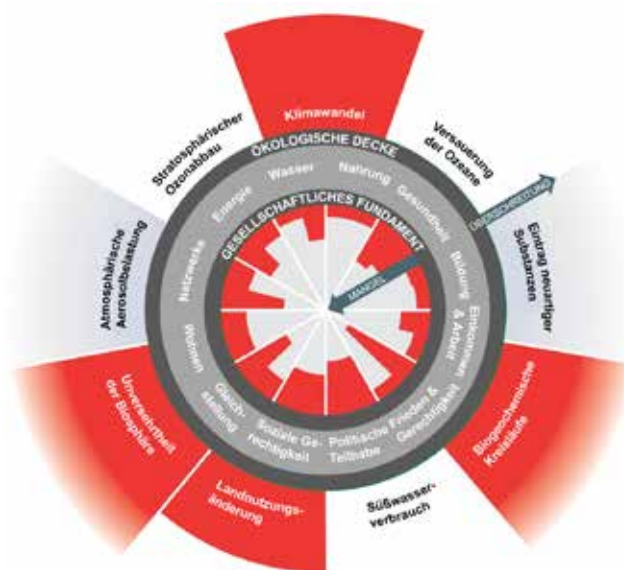 Klimawandel
Versauerung
der Ozeane
Eintrag neuartiger
Substanzen
Biogeochemische
Kreisläufe
Süßwasser-
verbrauch
Landnutzungs-
änderung
Unversehrtheit
der Biosphäre
Atmosphärische
Aerosolbelastung
Stratosphärischer
Ozonabbau
ÖKOLOGISCHE DECKE
ÜBERSCHREITUNG
Wasser
Nahrung
Gesundheit
Bildung
Einkommen
& Arbeit
Frieden &
Gerechtigkeit
Politische
Teilhabe
Soziale Ge-
rechtigkeit
Gleich-
stellung
Wohnen
Netzwerke
Energie
GESELLSCHAFTLICHES FUNDAMENT
MANGEL